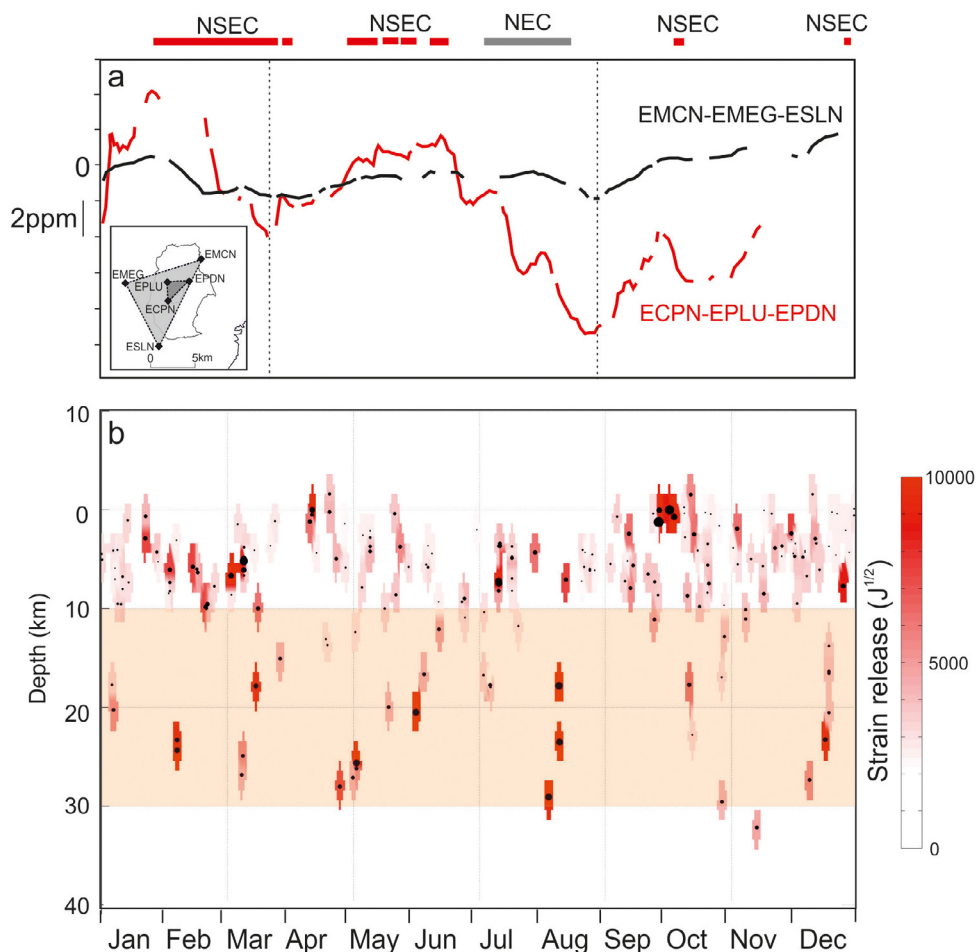 NSEC NSEC NEC NSEC NSEC
a
EMCN-EMEG-ESLN
0
2ppm
EMCN
EMEG
EPLU
EPDN
ECPN
ESLN
0 5km
ECPN-EPLU-EPDN
b
10
0
10
20
30
40
Depth (km)
Jan Feb Mar Apr May Jun Jul Aug Sep Oct Nov Dec
10000
5000
0
Strain release (J^1/2)